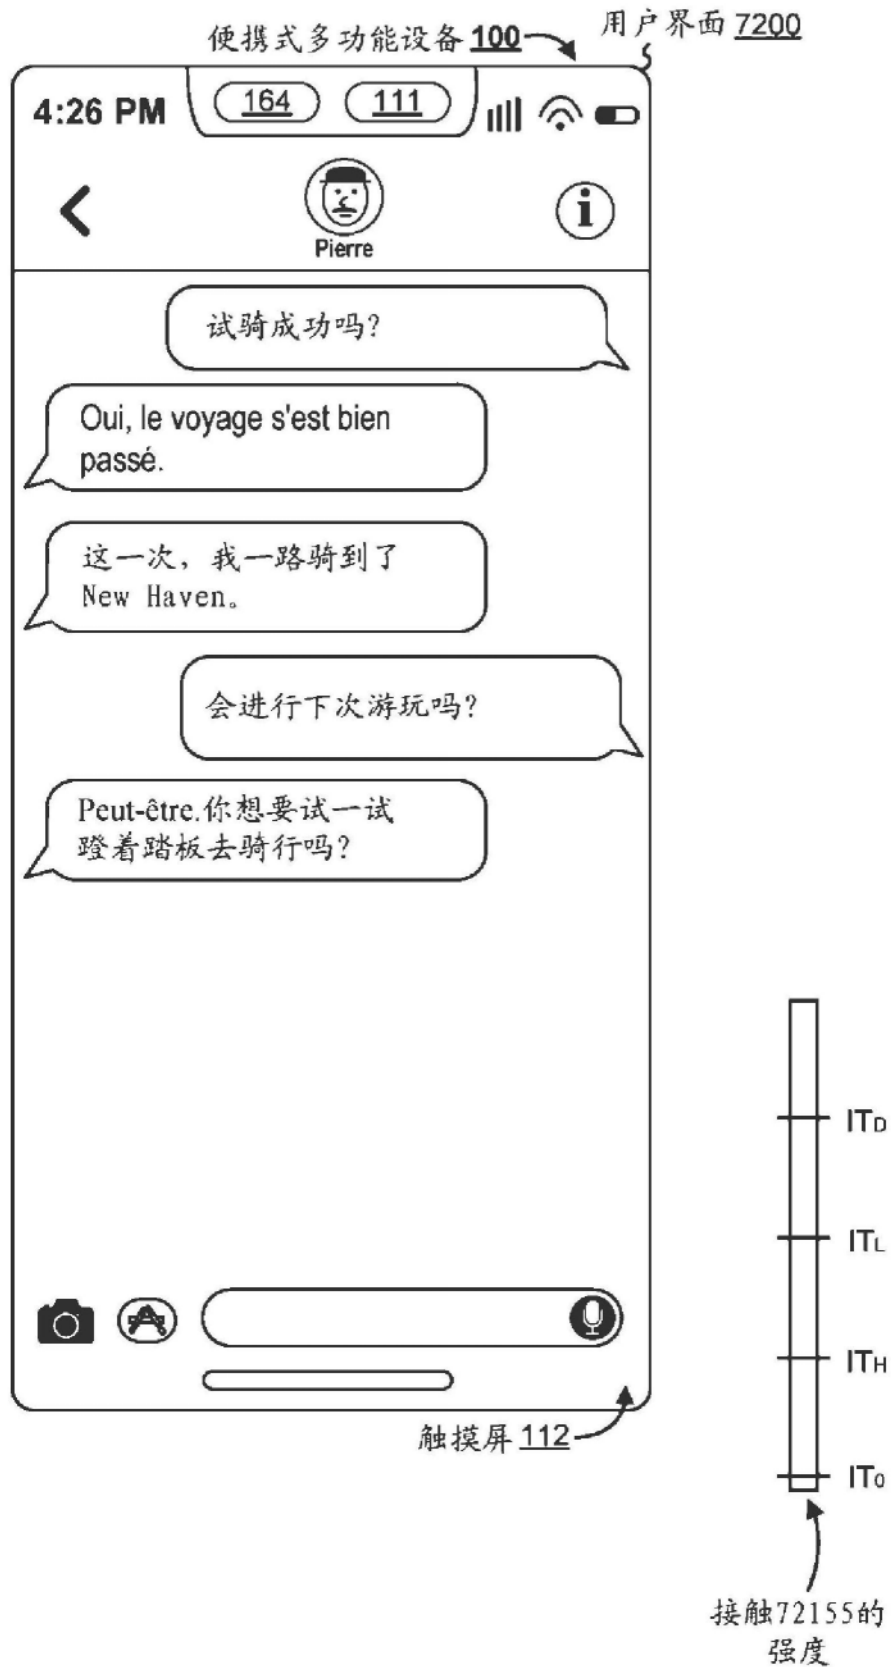 便携式多功能设备 100
用户界面 7200
4:26 PM
164
111
Pierre
试骑成功吗?
Oui, le voyage s'est bien
passé.
这一次，我一路骑到了
New Haven。
会进行下次游玩吗?
Peut-être.你想要试一试
蹬着踏板去骑行吗?
触摸屏 112
ITD
ITL
ITH
IT0
接触72155的
强度